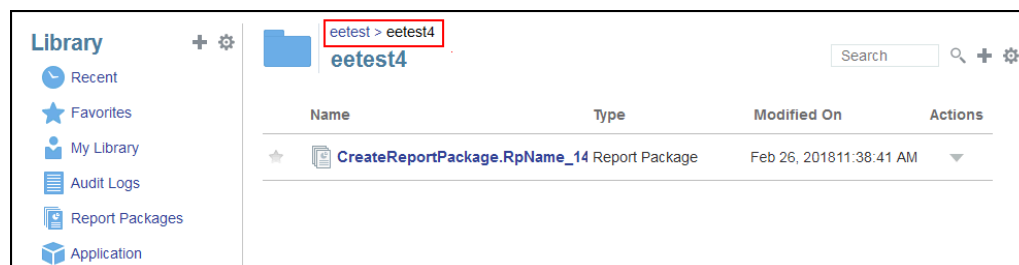 Library
Recent
Favorites
My Library
Audit Logs
Report Packages
Application
eetest > eetest4
eetest4
Search
Name Type Modified On Actions
CreateReportPackage.RpName_14 Report Package Feb 26, 201811:38:41 AM